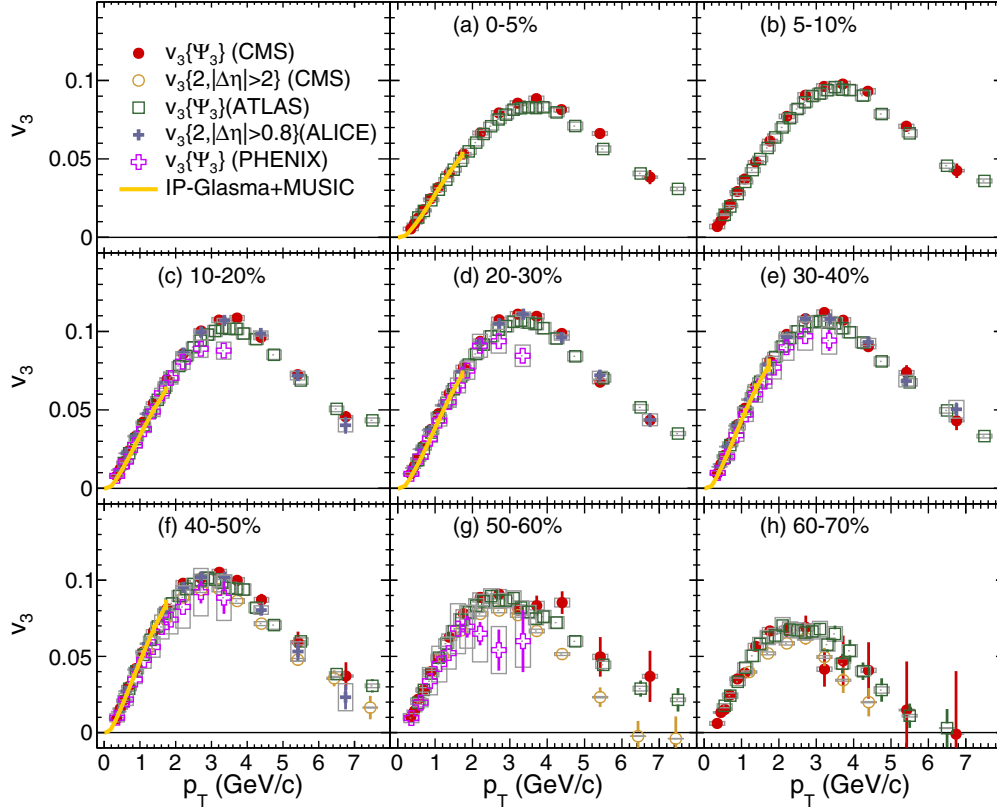 (a) 0-5%
(b) 5-10%
v3{Ψ3} (CMS)
v3{2,|Δη|>2} (CMS)
v3{Ψ3}(ATLAS)
v3{2,|Δη|>0.8}(ALICE)
v3{Ψ3} (PHENIX)
IP-Glasma+MUSIC
v3
0.1
0.05
0
(c) 10-20%
(d) 20-30%
(e) 30-40%
v3
0.1
0.05
0
(f) 40-50%
(g) 50-60%
(h) 60-70%
v3
0.1
0.05
0
0 1 2 3 4 5 6 7
0 1 2 3 4 5 6 7
0 1 2 3 4 5 6 7
pT (GeV/c)
pT (GeV/c)
pT (GeV/c)